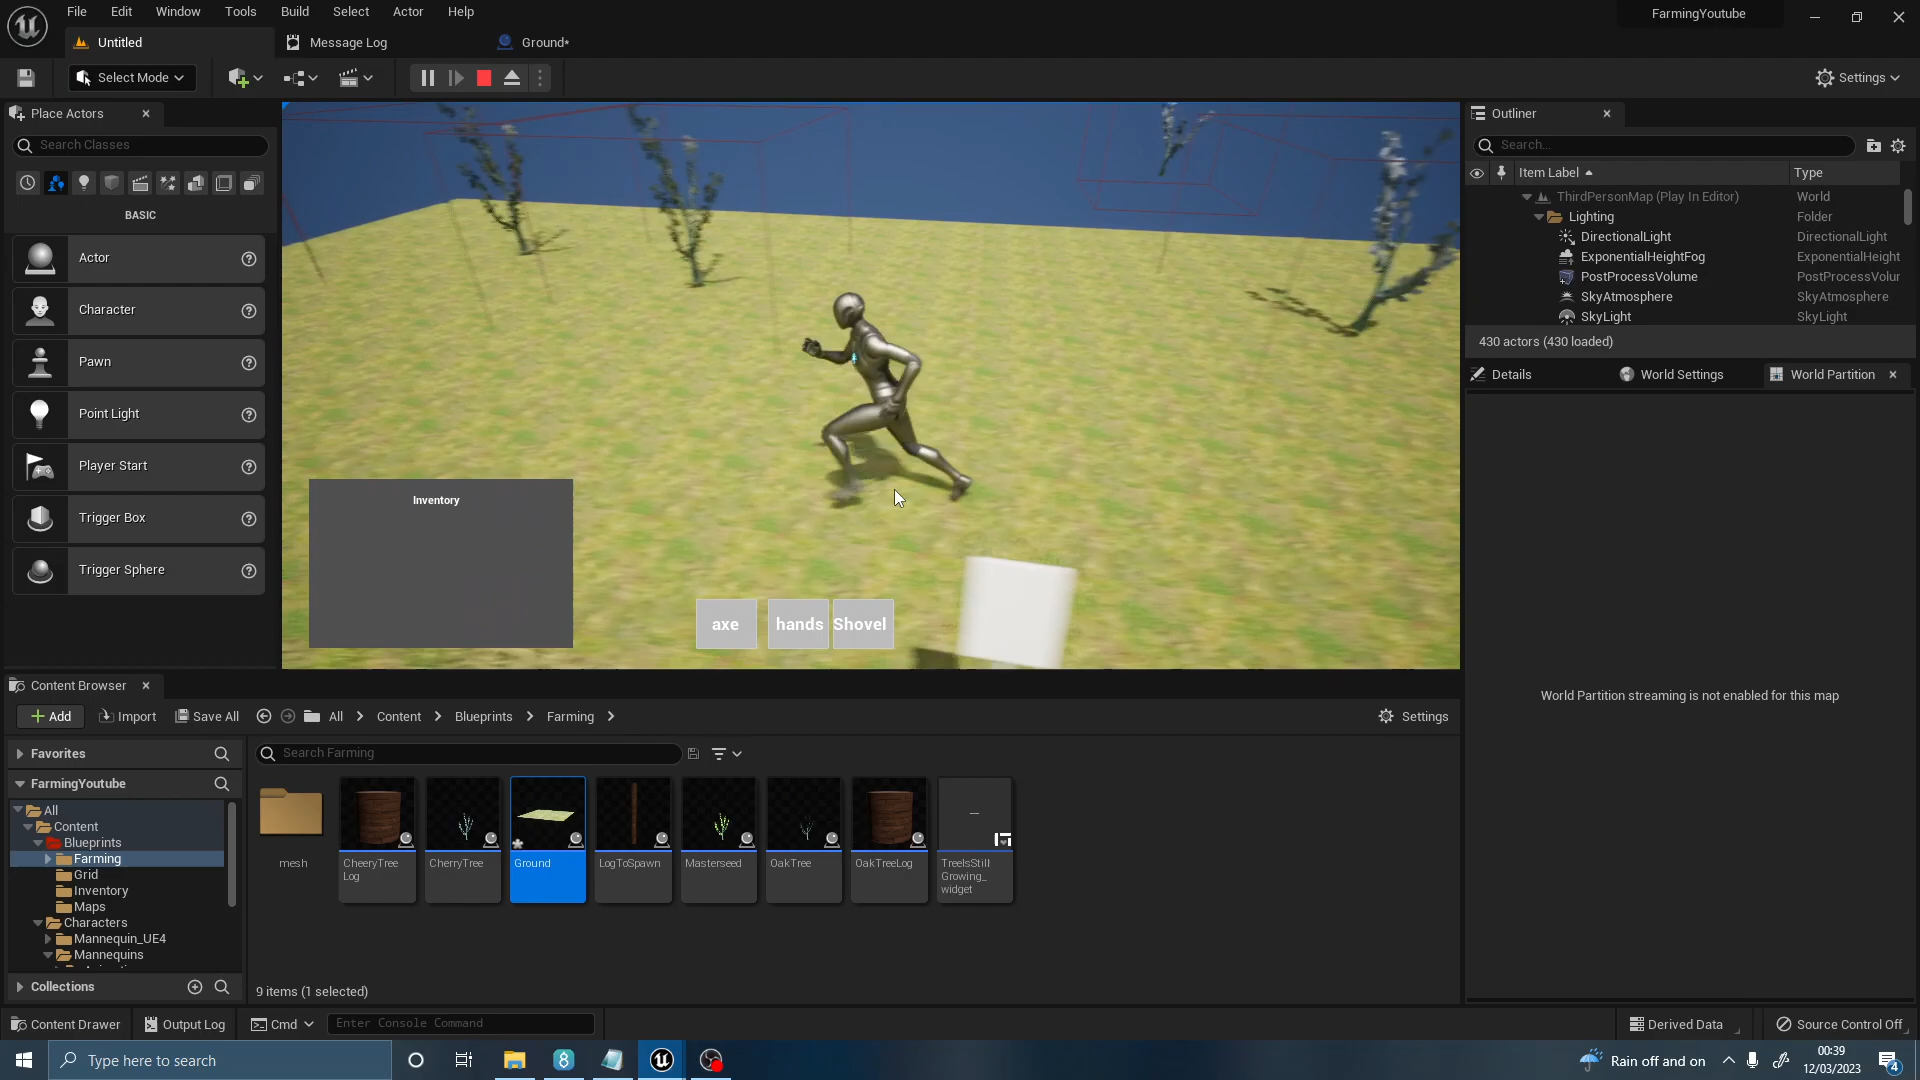 File Edit Window Tools Build Select Actor Help
FarmingYoutube
Untitled
Message Log
Ground*
Select Mode
Settings
Place Actors
Search Classes
BASIC
Actor
Character
Pawn
Point Light
Player Start
Trigger Box
Trigger Sphere
Inventory
axe
hands
Shovel
Outliner
Search...
Item Label
Type
ThirdPersonMap (Play In Editor) World
Lighting Folder
DirectionalLight DirectionalLight
ExponentialHeightFog ExponentialHeight
PostProcessVolume PostProcessVolur
SkyAtmosphere SkyAtmosphere
SkyLight SkyLight
430 actors (430 loaded)
Details
World Settings
World Partition
World Partition streaming is not enabled for this map
Content Browser
Add
Import
Save All
All
Content
Blueprints
Farming
Settings
Favorites
FarmingYoutube
All
Content
Blueprints
Farming
Grid
Inventory
Maps
Characters
Mannequin_UE4
Mannequins
Collections
Search Farming
mesh
CheeryTree
Log
CherryTree
Ground
LogToSpawn
Masterseed
OakTree
OakTreeLog
TreeIsStill
Growing_
widget
9 items (1 selected)
Content Drawer
Output Log
Cmd
Enter Console Command
Derived Data
Source Control Off
Type here to search
Rain off and on
00:39
12/03/2023
4